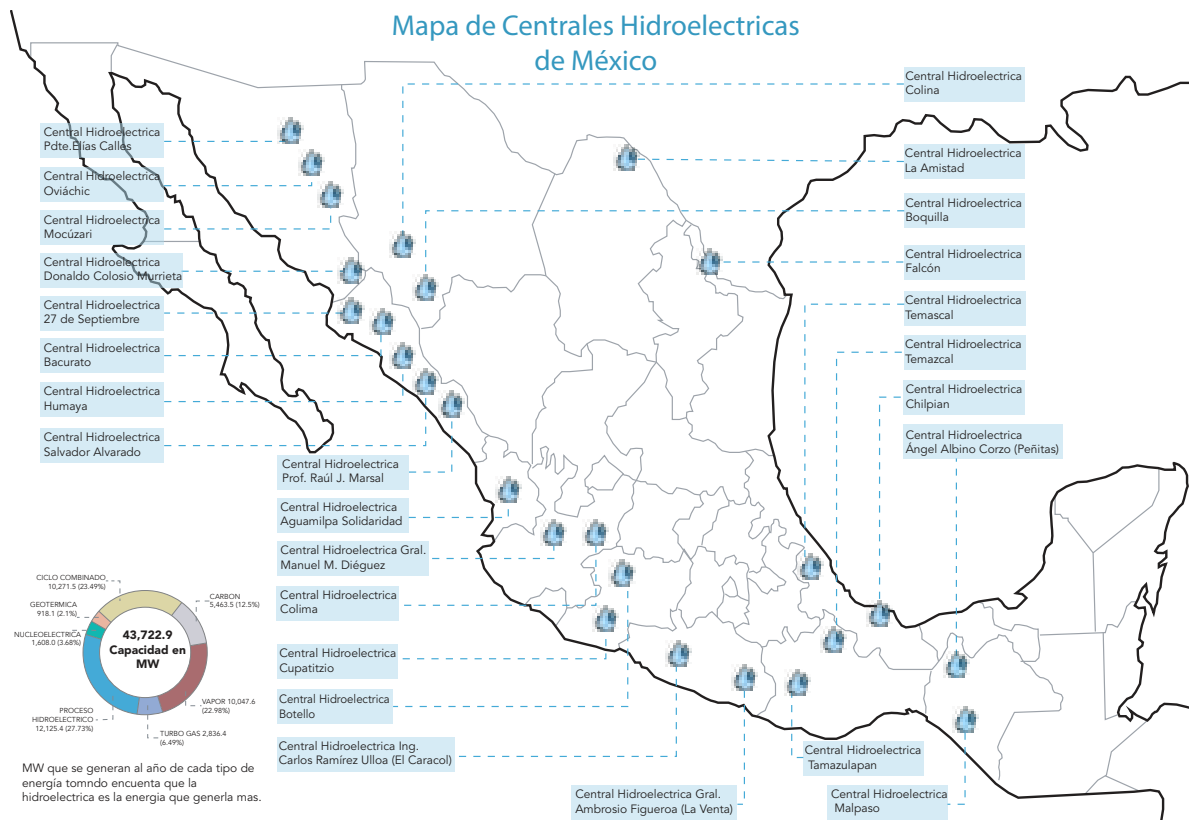 Mapa de Centrales Hidroelectricas
de México
Central Hidroelectrica
Pdte.Elías Calles
Central Hidroelectrica
Oviáchic
Central Hidroelectrica
Mocúzari
Central Hidroelectrica
Donaldo Colosio Murrieta
Central Hidroelectrica
27 de Septiembre
Central Hidroelectrica
Bacurato
Central Hidroelectrica
Humaya
Central Hidroelectrica
Salvador Alvarado
Central Hidroelectrica
Prof. Raúl J. Marsal
Central Hidroelectrica
Aguamilpa Solidaridad
Central Hidroelectrica Gral.
Manuel M. Diéguez
Central Hidroelectrica
Colima
Central Hidroelectrica
Cupatitzio
Central Hidroelectrica
Botello
Central Hidroelectrica Ing.
Carlos Ramírez Ulloa (El Caracol)
Central Hidroelectrica Gral.
Ambrosio Figueroa (La Venta)
Central Hidroelectrica
Tamazulapan
Central Hidroelectrica
Malpaso
Central Hidroelectrica
Colina
Central Hidroelectrica
La Amistad
Central Hidroelectrica
Boquilla
Central Hidroelectrica
Falcón
Central Hidroelectrica
Temascal
Central Hidroelectrica
Temazcal
Central Hidroelectrica
Chilpian
Central Hidroelectrica
Ángel Albino Corzo (Peñitas)
CICLO COMBINADO
10,271.5 (23.49%)
GEOTERMICA
918.1 (2.1%)
NUCLOELECTRICA
1,608.0 (3.68%)
PROCESO
HIDROELECTRICO
12,125.4 (27.73%)
TURBO GAS 2,836.4
(6.49%)
VAPOR 10,047.6
(22.98%)
CARBON
5,463.5 (12.5%)
43,722.9
Capacidad en
MW
MW que se generan al año de cada tipo de
energía tomndo encuenta que la
hidroelectrica es la energia que generla mas.